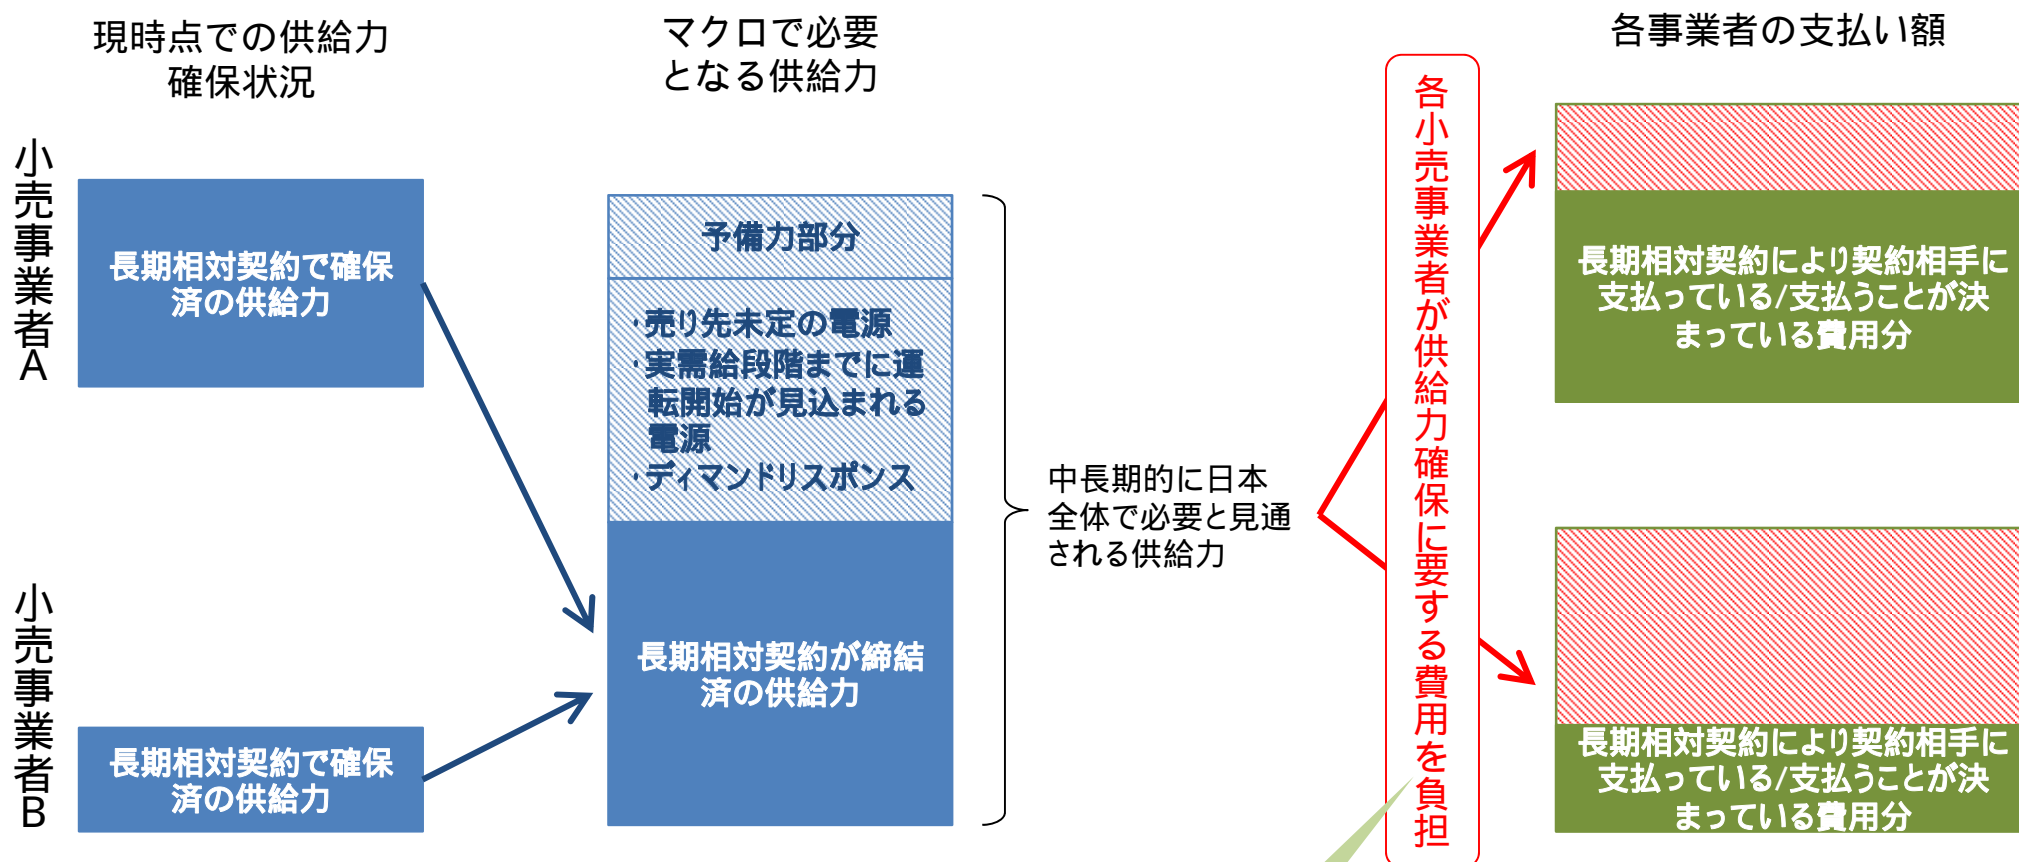 現時点での供給力
確保状況
マクロで必要
となる供給力
各事業者の支払い額
小売事業者A
長期相対契約で確保
済の供給力
小売事業者B
長期相対契約で確保
済の供給力
予備力部分
・売り先未定の電源
・実需給段階までに運
転開始が見込まれる
電源
・ディマンドリスポンス
長期相対契約が締結
済の供給力
中長期的に日本
全体で必要と見通
される供給力
各小売事業者が供給力確保に要する費用を負担
長期相対契約により契約相手に
支払っている/支払うことが決
まっている費用分
長期相対契約により契約相手に
支払っている/支払うことが決
まっている費用分